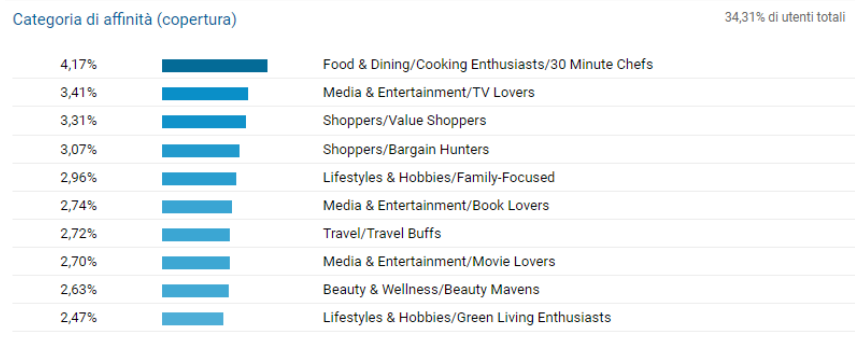 Categoria di affinità (copertura) 34,31% di utenti totali
4,17% Food & Dining/Cooking Enthusiasts/30 Minute Chefs
3,41% Media & Entertainment/TV Lovers
3,31% Shoppers/Value Shoppers
3,07% Shoppers/Bargain Hunters
2,96% Lifestyles & Hobbies/Family-Focused
2,74% Media & Entertainment/Book Lovers
2,72% Travel/Travel Buffs
2,70% Media & Entertainment/Movie Lovers
2,63% Beauty & Wellness/Beauty Mavens
2,47% Lifestyles & Hobbies/Green Living Enthusiasts